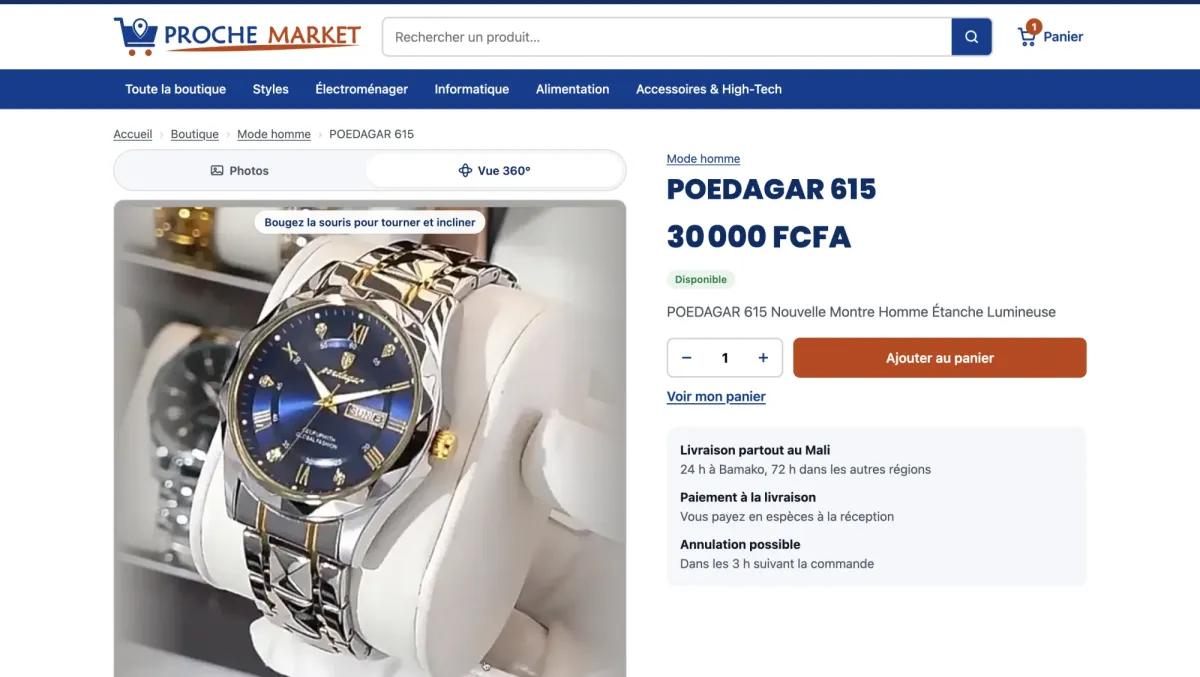 PROCHE MARKET
Rechercher un produit...
1
Panier
Toute la boutique
Styles
Électroménager
Informatique
Alimentation
Accessoires & High-Tech
Accueil › Boutique › Mode homme › POEDAGAR 615
Photos
Vue 360°
Bougez la souris pour tourner et incliner
poedagar
SUN
Mode homme
POEDAGAR 615
30 000 FCFA
Disponible
POEDAGAR 615 Nouvelle Montre Homme Étanche Lumineuse
− 1 +
Ajouter au panier
Voir mon panier
Livraison partout au Mali
24 h à Bamako, 72 h dans les autres régions
Paiement à la livraison
Vous payez en espèces à la réception
Annulation possible
Dans les 3 h suivant la commande